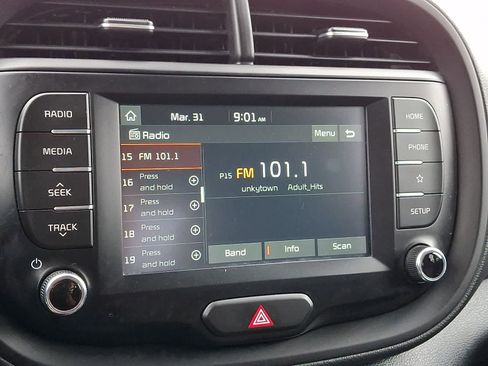 RADIO
MEDIA
SEEK
TRACK
Mar. 31 9:01 AM
Radio Menu
15 FM 101.1
16 Press and hold
17 Press and hold
18 Press and hold
19 Press and hold
P15 FM 101.1
unkytown Adult_Hits
Band Info Scan
HOME
PHONE
SETUP